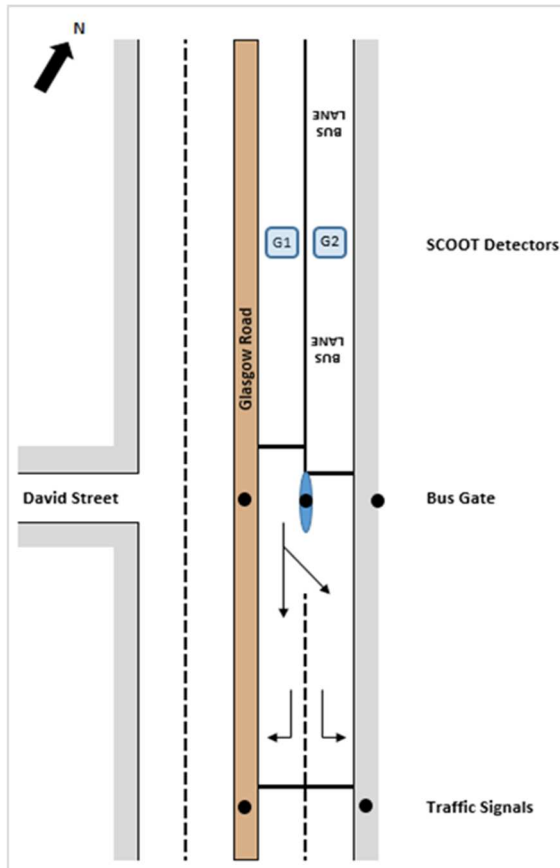 N
BUS
LANE
G1
G2
SCOOT Detectors
BUS
LANE
Glasgow Road
David Street
Bus Gate
Traffic Signals